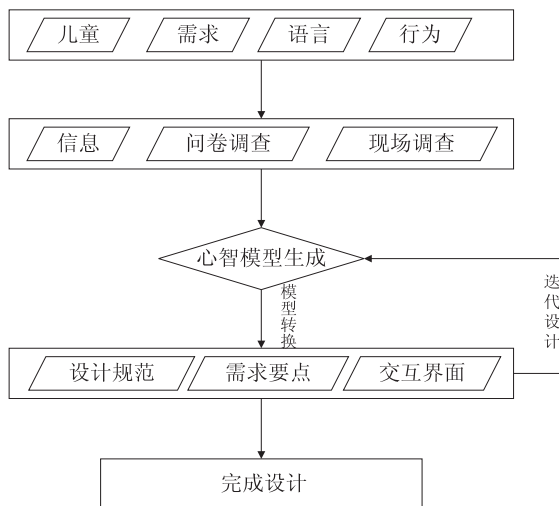 儿童 需求 语言 行为
信息 问卷调查 现场调查
心智模型生成
模型转换
迭代设计
设计规范 需求要点 交互界面
完成设计